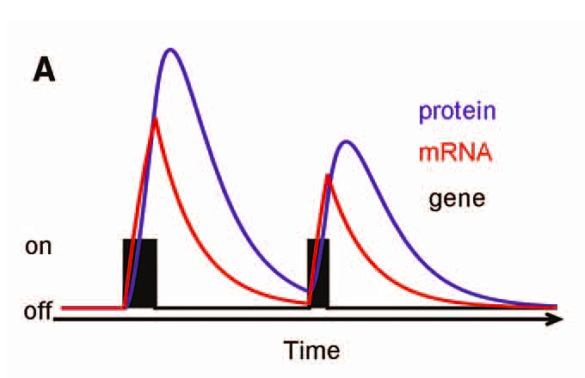 A
protein
mRNA
gene
on
off
Time